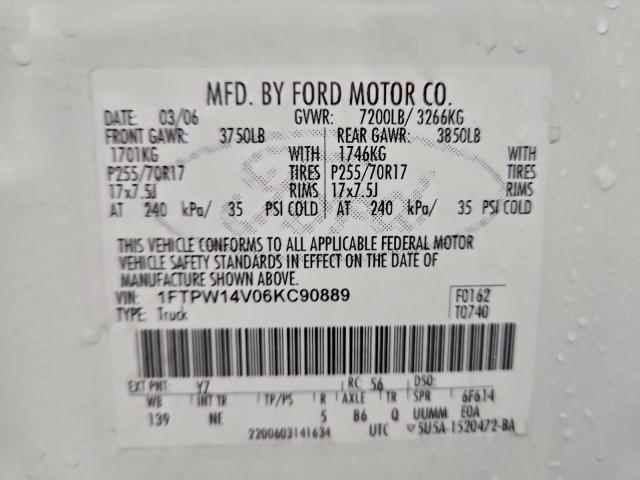 MFD. BY FORD MOTOR CO.
DATE: 03/06 GVWR: 7200LB/ 3266KG
FRONT GAWR: 3750LB REAR GAWR: 3850LB
1701KG WITH 1746KG WITH
P255/70R17 TIRES P255/70R17 TIRES
17x7.5J RIMS 17x7.5J RIMS
AT 240 kPa/ 35 PSI COLD AT 240 kPa/ 35 PSI COLD
THIS VEHICLE CONFORMS TO ALL APPLICABLE FEDERAL MOTOR
VEHICLE SAFETY STANDARDS IN EFFECT ON THE DATE OF
MANUFACTURE SHOWN ABOVE.
VIN: 1FTPW14V06KC90889 F0162
TYPE: Truck T0740
EXT PNT: Y7 RC: 56 DSO:
WB INT TR TP/PS R AXLE TR SPR 6F614
139 NE 5 B6 Q UUMM E0A
2200603141634 UTC ▽ 5U5A-1520472-BA